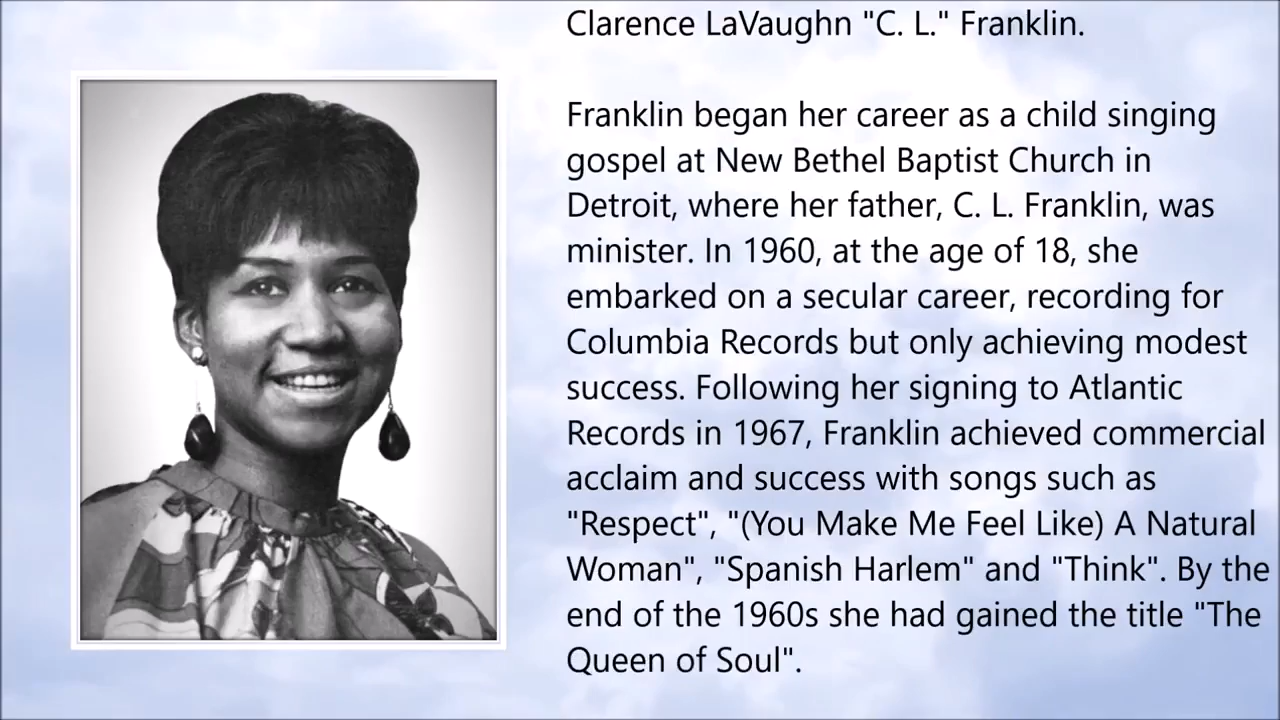 Clarence LaVaughn "C. L." Franklin.
Franklin began her career as a child singing
gospel at New Bethel Baptist Church in
Detroit, where her father, C. L. Franklin, was
minister. In 1960, at the age of 18, she
embarked on a secular career, recording for
Columbia Records but only achieving modest
success. Following her signing to Atlantic
Records in 1967, Franklin achieved commercial
acclaim and success with songs such as
"Respect", "(You Make Me Feel Like) A Natural
Woman", "Spanish Harlem" and "Think". By the
end of the 1960s she had gained the title "The
Queen of Soul".